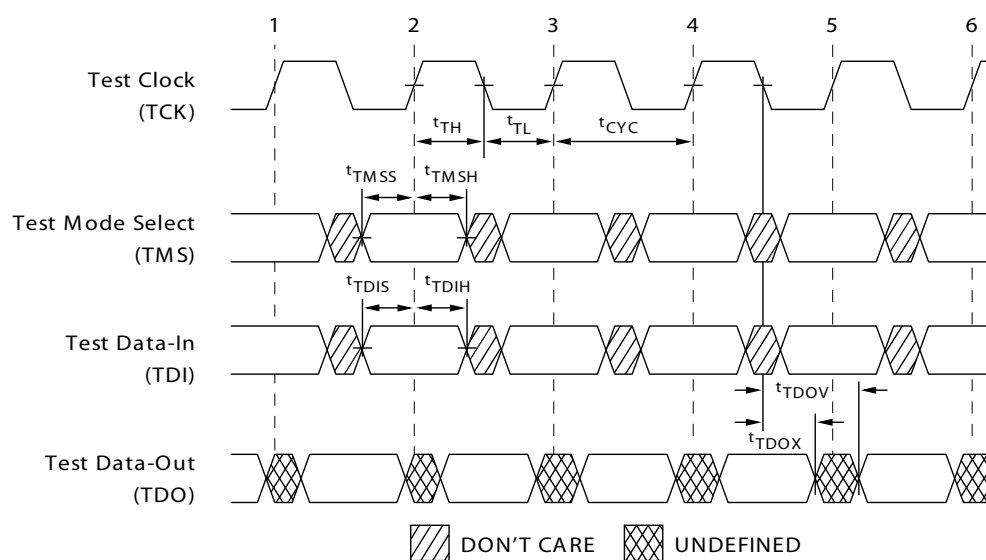 1 2 3 4 5 6
Test Clock
(TCK)
tTH tTL tCYC
tTMSS tTMSH
Test Mode Select
(TMS)
tTDIS tTDIH
Test Data-In
(TDI)
tTDOV
tTDOX
Test Data-Out
(TDO)
DON'T CARE UNDEFINED